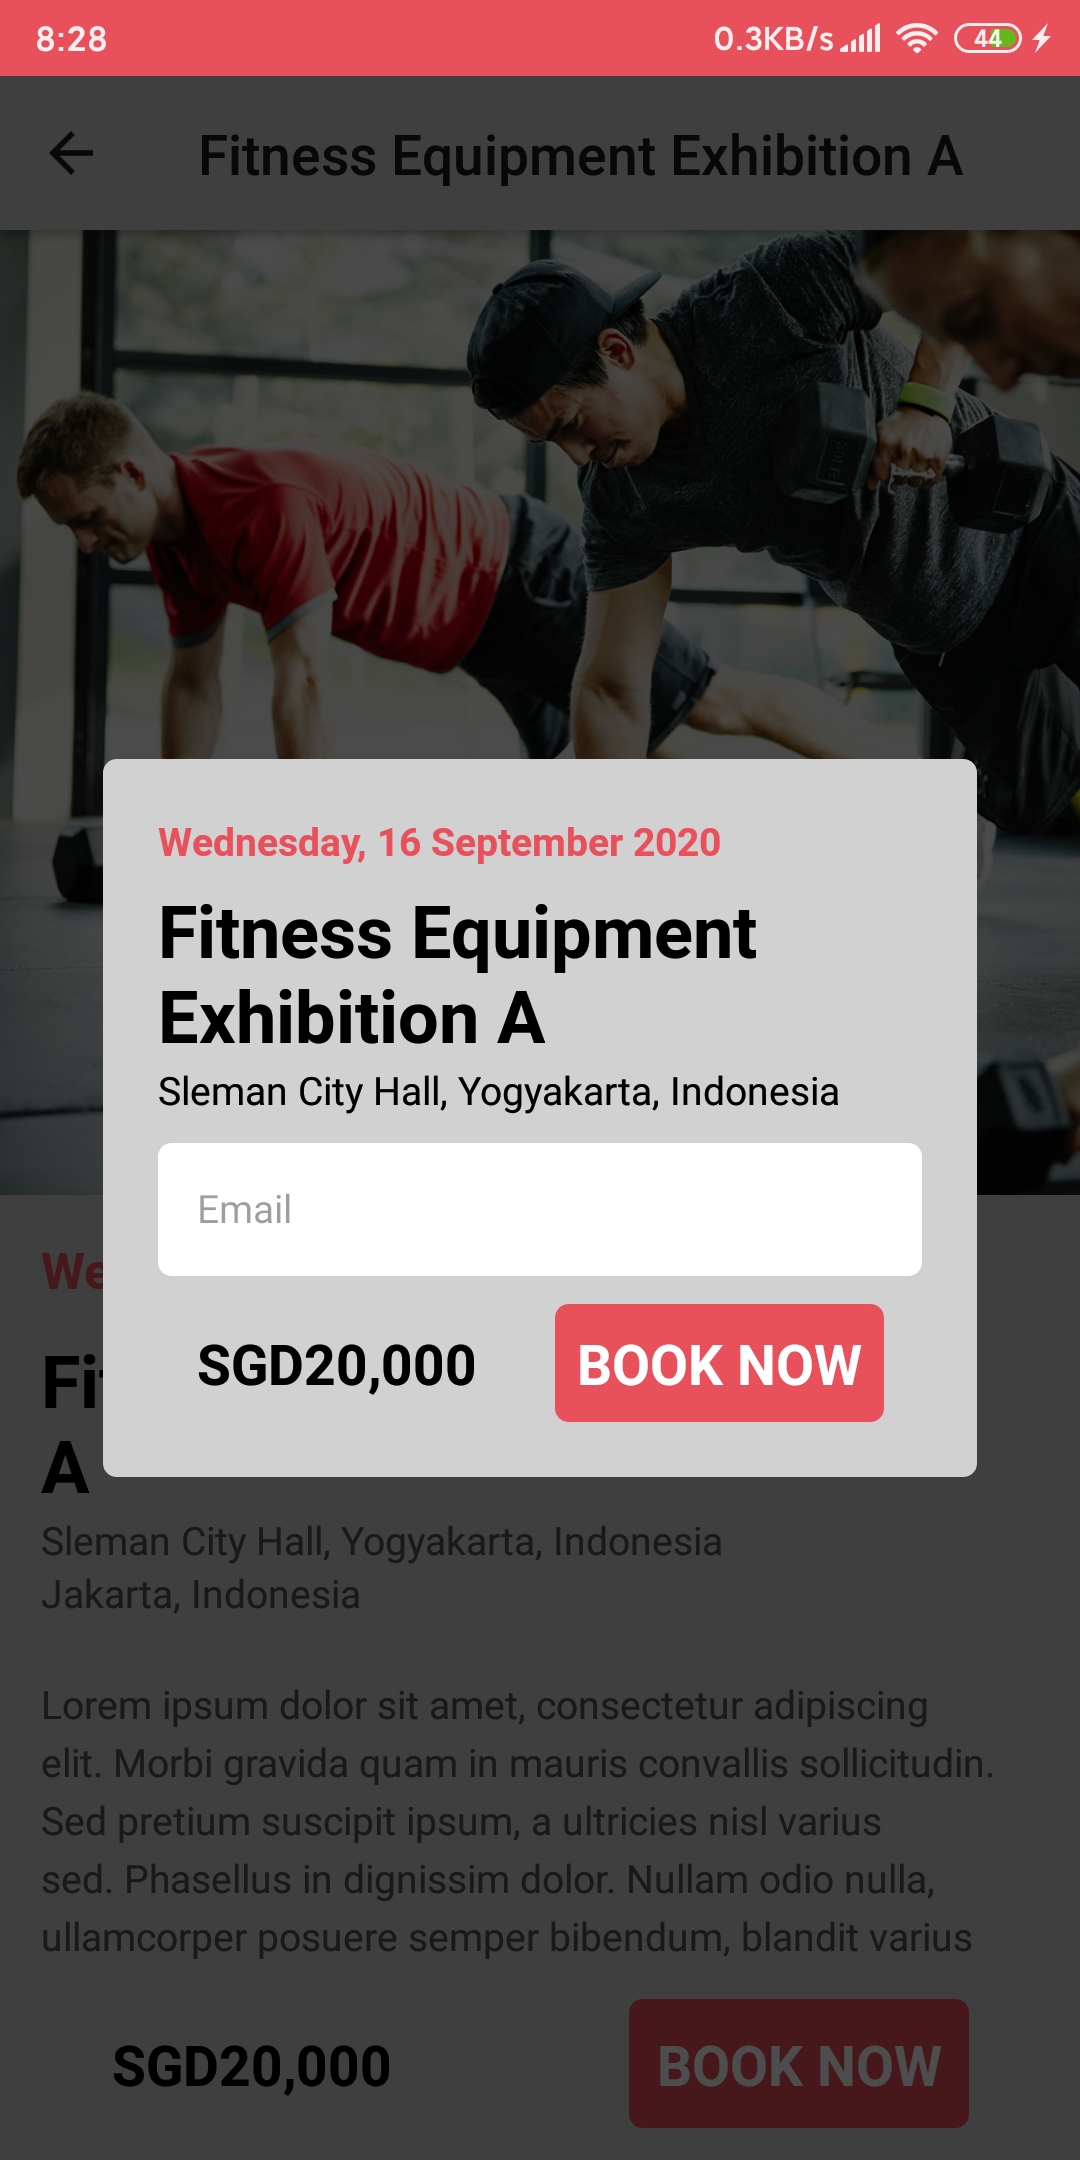 8:28
0.3KB/s
44
Fitness Equipment Exhibition A
Wednesday, 16 September 2020
Fitness Equipment
Exhibition A
Sleman City Hall, Yogyakarta, Indonesia
Email
SGD20,000
BOOK NOW
A
Sleman City Hall, Yogyakarta, Indonesia
Jakarta, Indonesia
Lorem ipsum dolor sit amet, consectetur adipiscing
elit. Morbi gravida quam in mauris convallis sollicitudin.
Sed pretium suscipit ipsum, a ultricies nisl varius
sed. Phasellus in dignissim dolor. Nullam odio nulla,
ullamcorper posuere semper bibendum, blandit varius
SGD20,000
BOOK NOW